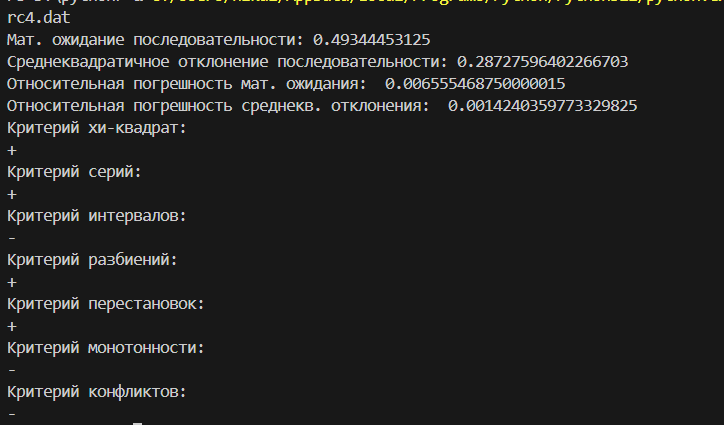 rc4.dat
Мат. ожидание последовательности: 0.49344453125
Среднеквадратичное отклонение последовательности: 0.28727596402266703
Относительная погрешность мат. ожидания:  0.006555468750000015
Относительная погрешность среднекв. отклонения:  0.0014240359773329825
Критерий хи-квадрат:
+
Критерий серий:
+
Критерий интервалов:
-
Критерий разбиений:
+
Критерий перестановок:
+
Критерий монотонности:
-
Критерий конфликтов:
-